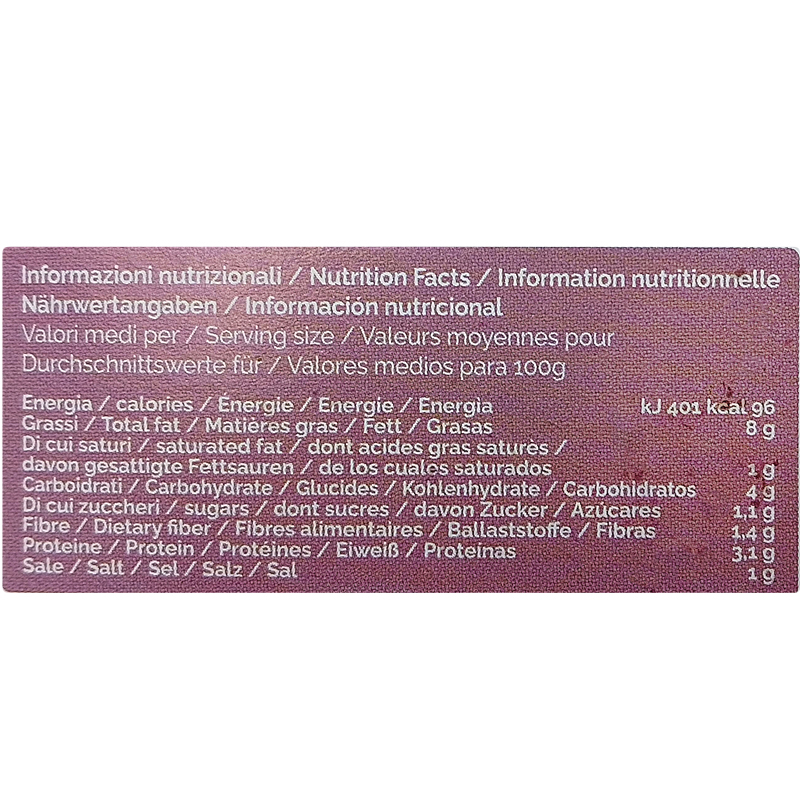 Informazioni nutrizionali / Nutrition Facts / Information nutritionnelle
Nährwertangaben / Información nutricional
Valori medi per / Serving size / Valeurs moyennes pour
Durchschnittswerte für / Valores medios para 100g
Energia / calories / Énergie / Energie / Energìa kJ 401 kcal 96
Grassi / Total fat / Matières gras / Fett / Grasas 8 g
Di cui saturi / saturated fat / dont acides gras saturés /
davon gesattigte Fettsauren / de los cuales saturados 1 g
Carboidrati / Carbohydrate / Glucides / Kohlenhydrate / Carbohidratos 4 g
Di cui zuccheri / sugars / dont sucres / davon Zucker / Azúcares 1,1 g
Fibre / Dietary fiber / Fibres alimentaires / Ballaststoffe / Fibras 1,4 g
Proteine / Protein / Protéines / Eiweiß / Proteinas 3,1 g
Sale / Salt / Sel / Salz / Sal 1 g